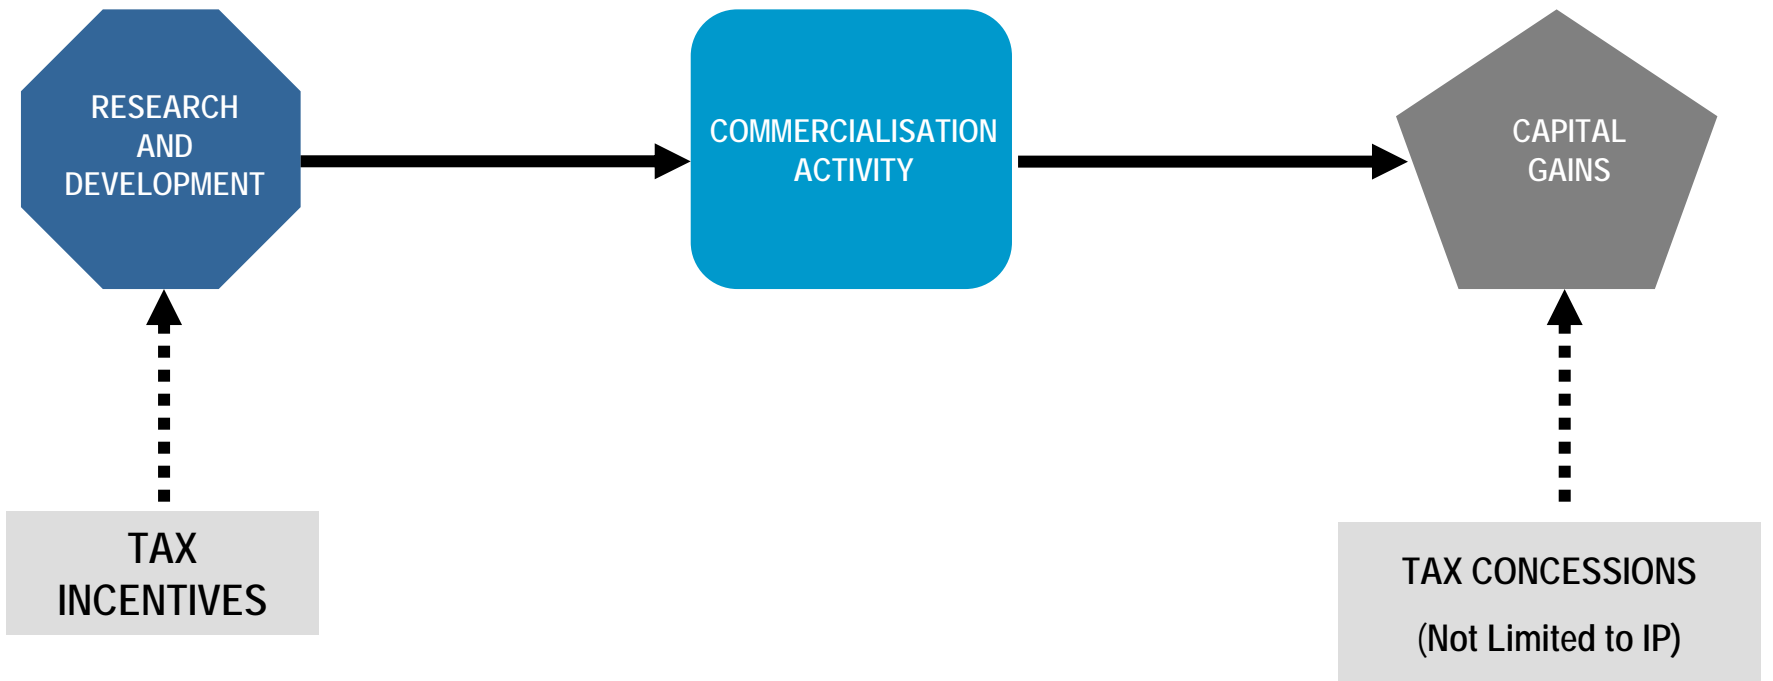 RESEARCH
AND
DEVELOPMENT
COMMERCIALISATION
ACTIVITY
CAPITAL
GAINS
TAX
INCENTIVES
TAX CONCESSIONS
(Not Limited to IP)